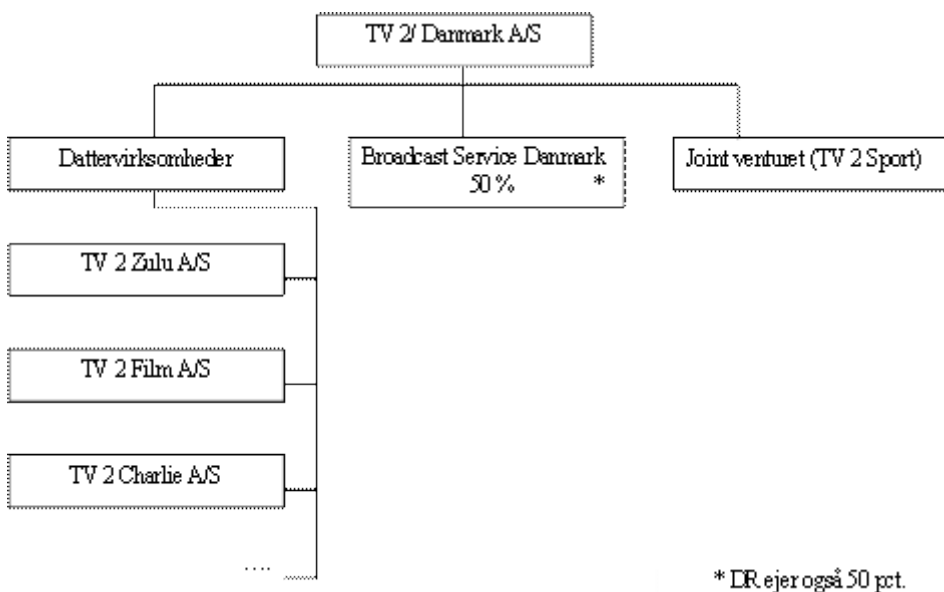 TV 2/ Danmark A/S
Dattervirksomheder
Broadcast Service Danmark
50 % *
Joint venturet (TV 2 Sport)
TV 2 Zulu A/S
TV 2 Film A/S
TV 2 Charlie A/S
....
* DR ejer også 50 pct.